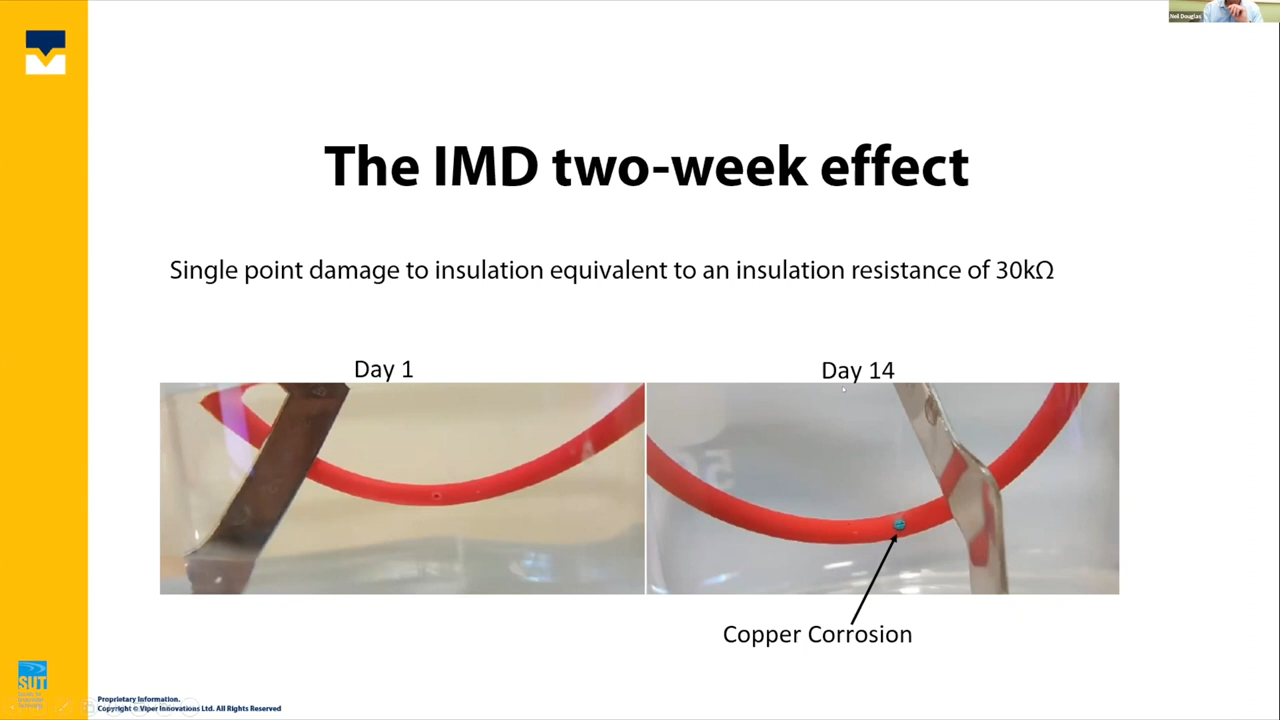 Neil Douglas
The IMD two-week effect
Single point damage to insulation equivalent to an insulation resistance of 30kΩ
Day 1
Day 14
Copper Corrosion
SUT
Proprietary Information.
Copyright © Viper Innovations Ltd. All Rights Reserved